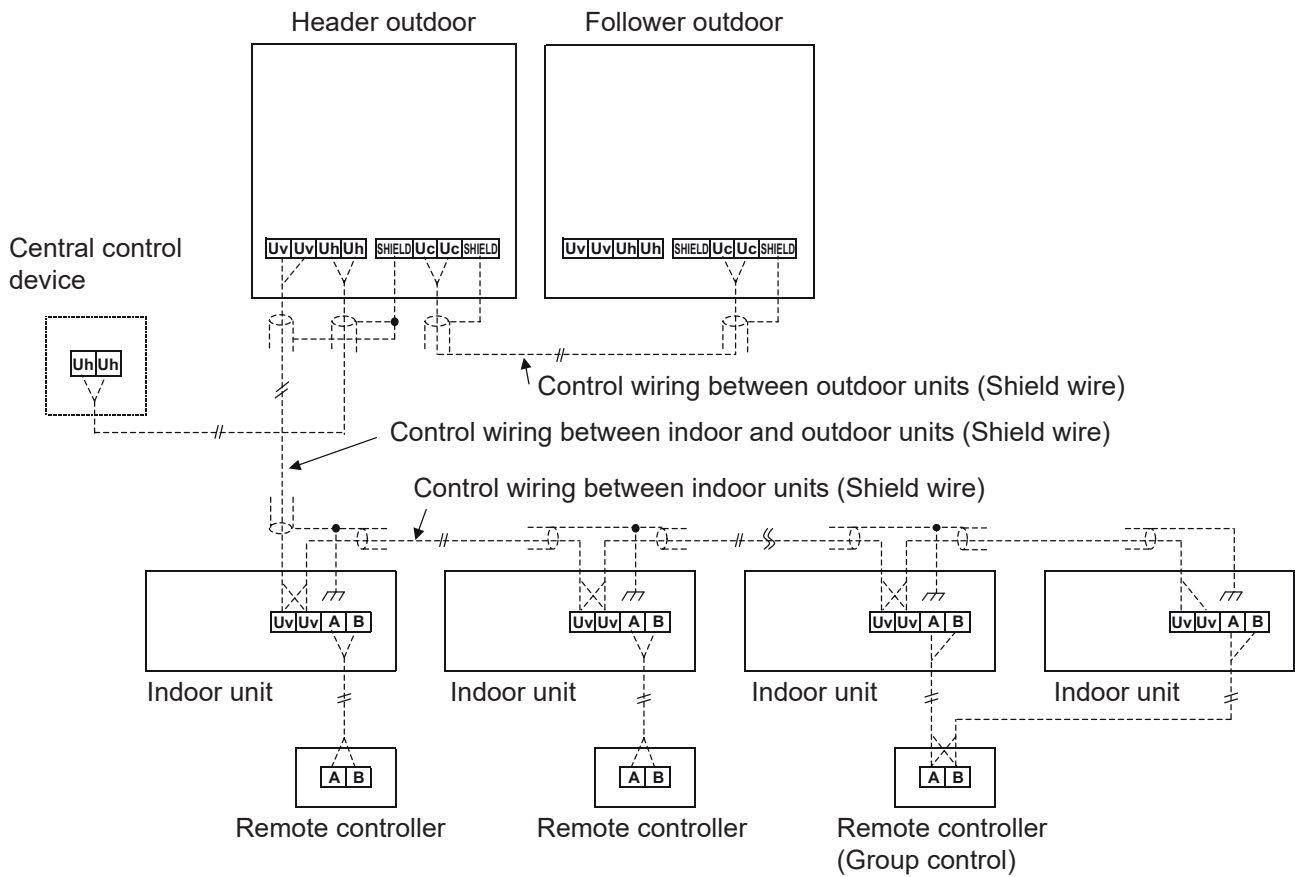 Header outdoor
Follower outdoor
Uv Uv Uh Uh SHIELD Uc Uc SHIELD
Uv Uv Uh Uh SHIELD Uc Uc SHIELD
Central control
device
Uh Uh
Control wiring between outdoor units (Shield wire)
Control wiring between indoor and outdoor units (Shield wire)
Control wiring between indoor units (Shield wire)
Uv Uv A B
Uv Uv A B
Uv Uv A B
Uv Uv A B
Indoor unit
Indoor unit
Indoor unit
Indoor unit
A B
A B
A B
Remote controller
Remote controller
Remote controller
(Group control)